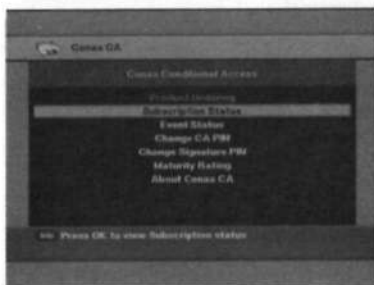 Conax CA
Conax Conditional Access
Product Ordering
Subscription Status
Event Status
Change CA PIN
Change Signature PIN
Maturity Rating
About Conax CA
Info Press OK to view Subscription status